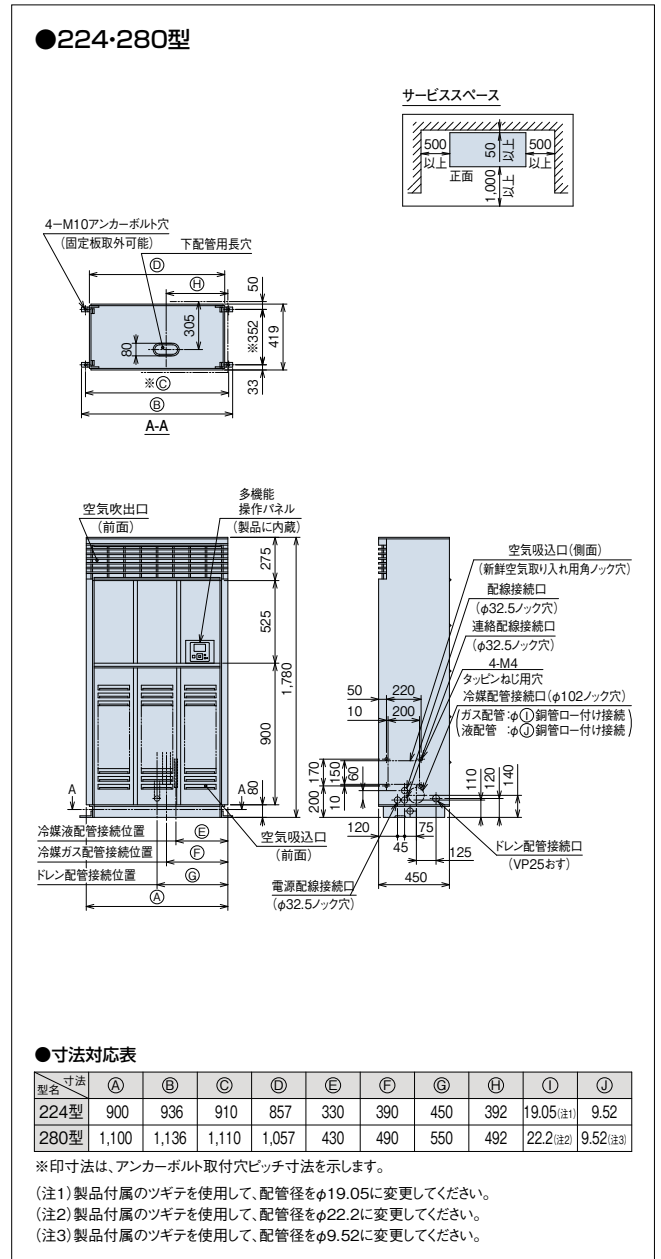 ●224・280型
サービススペース
500
以上
50
以上
500
以上
正面
1,000
以上
4−M10アンカーボルト穴
（固定板取外可能）
下配管用長穴
Ⓓ
Ⓗ
50
305
※352
419
80
33
※Ⓒ
Ⓑ
A-A
空気吹出口
（前面）
多機能
操作パネル
（製品に内蔵）
275
525
1,780
900
80
A
A
冷媒液配管接続位置
Ⓔ
冷媒ガス配管接続位置
Ⓕ
ドレン配管接続位置
Ⓖ
Ⓐ
空気吸込口
（前面）
空気吸込口（側面）
（新鮮空気取り入れ用角ノック穴）
配線接続口
（φ32.5ノック穴）
連絡配線接続口
（φ32.5ノック穴）
4-M4
タッピンねじ用穴
冷媒配管接続口（φ102ノック穴）
ガス配管：φⒾ銅管ロー付け接続
液配管　：φⒿ銅管ロー付け接続
50
220
10
200
170
150
60
200
10
110
120
140
120
75
45
125
450
ドレン配管接続口
（VP25おす）
電源配線接続口
（φ32.5ノック穴）
●寸法対応表
型名 寸法 Ⓐ Ⓑ Ⓒ Ⓓ Ⓔ Ⓕ Ⓖ Ⓗ Ⓘ Ⓙ
224型 900 936 910 857 330 390 450 392 19.05(注1) 9.52
280型 1,100 1,136 1,110 1,057 430 490 550 492 22.2(注2) 9.52(注3)
※印寸法は、アンカーボルト取付穴ピッチ寸法を示します。
（注1）製品付属のツギテを使用して、配管径をφ19.05に変更してください。
（注2）製品付属のツギテを使用して、配管径をφ22.2に変更してください。
（注3）製品付属のツギテを使用して、配管径をφ9.52に変更してください。